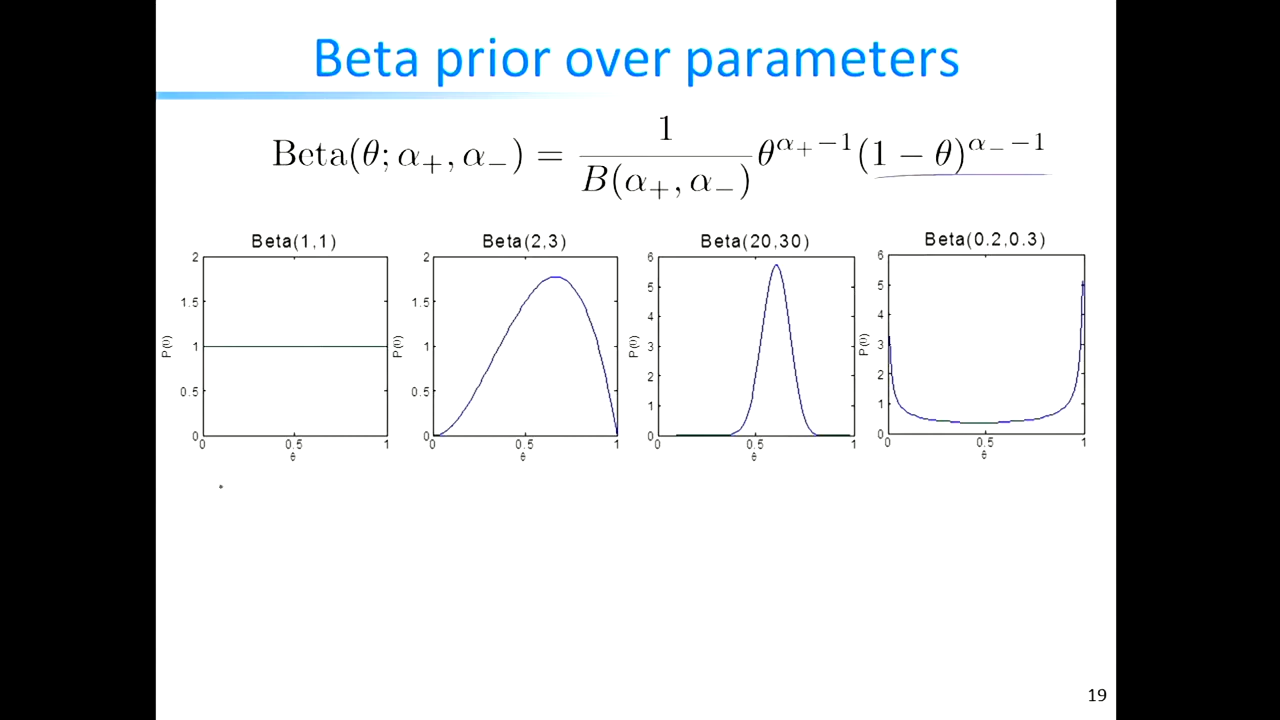 Beta prior over parameters
Beta(θ; α₊, α₋) = 1 / B(α₊, α₋) θ^{α₊−1}(1 − θ)^{α₋−1}
Beta(1,1)
2
1.5
1
0.5
0
P(θ)
0 0.5 1
θ
Beta(2,3)
2
1.5
1
0.5
0
P(θ)
0 0.5 1
θ
Beta(20,30)
6
5
4
3
2
1
0
P(θ)
0 0.5 1
θ
Beta(0.2,0.3)
6
5
4
3
2
1
0
P(θ)
0 0.5 1
θ
19